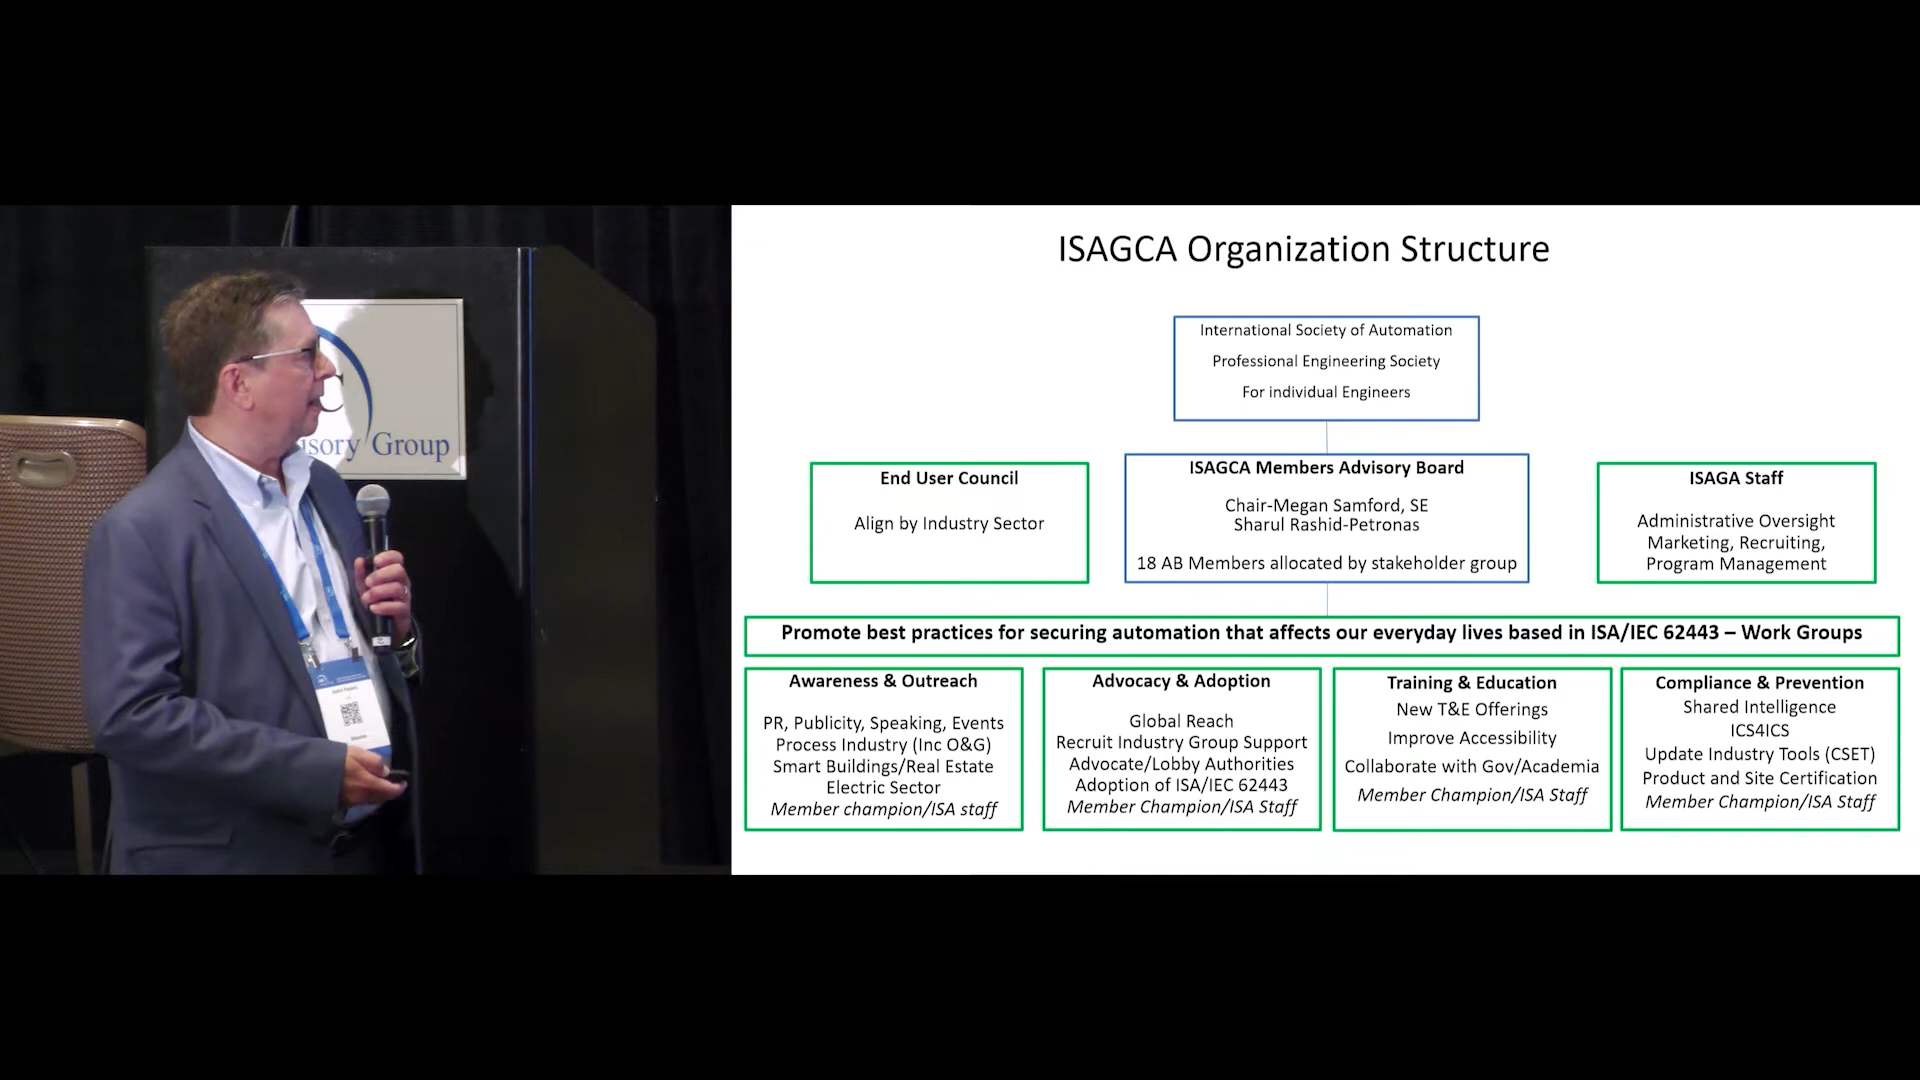 isory Group
ISAGCA Organization Structure
International Society of Automation
Professional Engineering Society
For individual Engineers
End User Council
Align by Industry Sector
ISAGCA Members Advisory Board
Chair-Megan Samford, SE
Sharul Rashid-Petronas
18 AB Members allocated by stakeholder group
ISAGA Staff
Administrative Oversight
Marketing, Recruiting,
Program Management
Promote best practices for securing automation that affects our everyday lives based in ISA/IEC 62443 – Work Groups
Awareness & Outreach
PR, Publicity, Speaking, Events
Process Industry (Inc O&G)
Smart Buildings/Real Estate
Electric Sector
Member champion/ISA staff
Advocacy & Adoption
Global Reach
Recruit Industry Group Support
Advocate/Lobby Authorities
Adoption of ISA/IEC 62443
Member Champion/ISA Staff
Training & Education
New T&E Offerings
Improve Accessibility
Collaborate with Gov/Academia
Member Champion/ISA Staff
Compliance & Prevention
Shared Intelligence
ICS4ICS
Update Industry Tools (CSET)
Product and Site Certification
Member Champion/ISA Staff